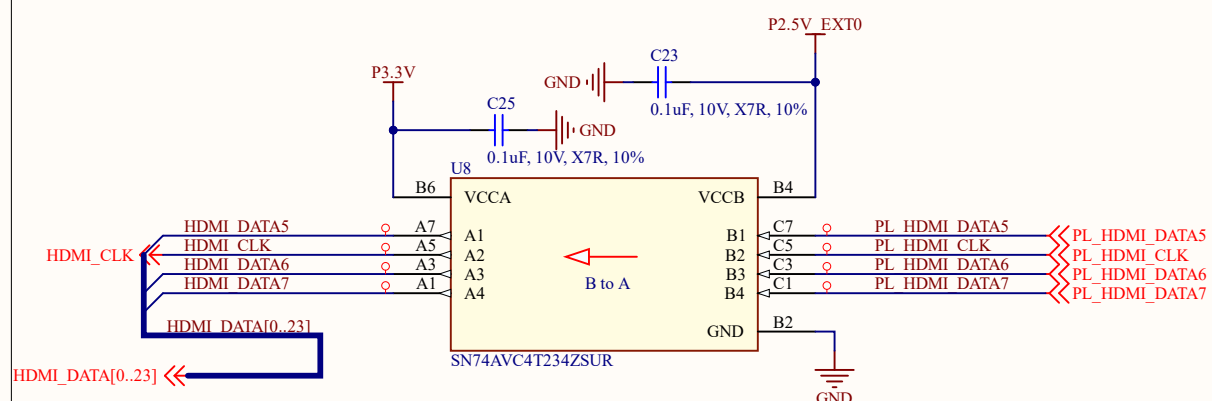 P2.5V_EXT0
C23
GND
0.1uF, 10V, X7R, 10%
P3.3V
C25
GND
0.1uF, 10V, X7R, 10%
U8
B6 VCCA VCCB B4
HDMI_DATA5 A7 A1 B1 C7 PL_HDMI_DATA5 PL_HDMI_DATA5
HDMI_CLK HDMI_CLK A5 A2 B2 C5 PL_HDMI_CLK PL_HDMI_CLK
HDMI_DATA6 A3 A3 B3 C3 PL_HDMI_DATA6 PL_HDMI_DATA6
HDMI_DATA7 A1 A4 B4 C1 PL_HDMI_DATA7 PL_HDMI_DATA7
B to A
HDMI_DATA[0..23]
GND B2
SN74AVC4T234ZSUR
HDMI_DATA[0..23]
GND